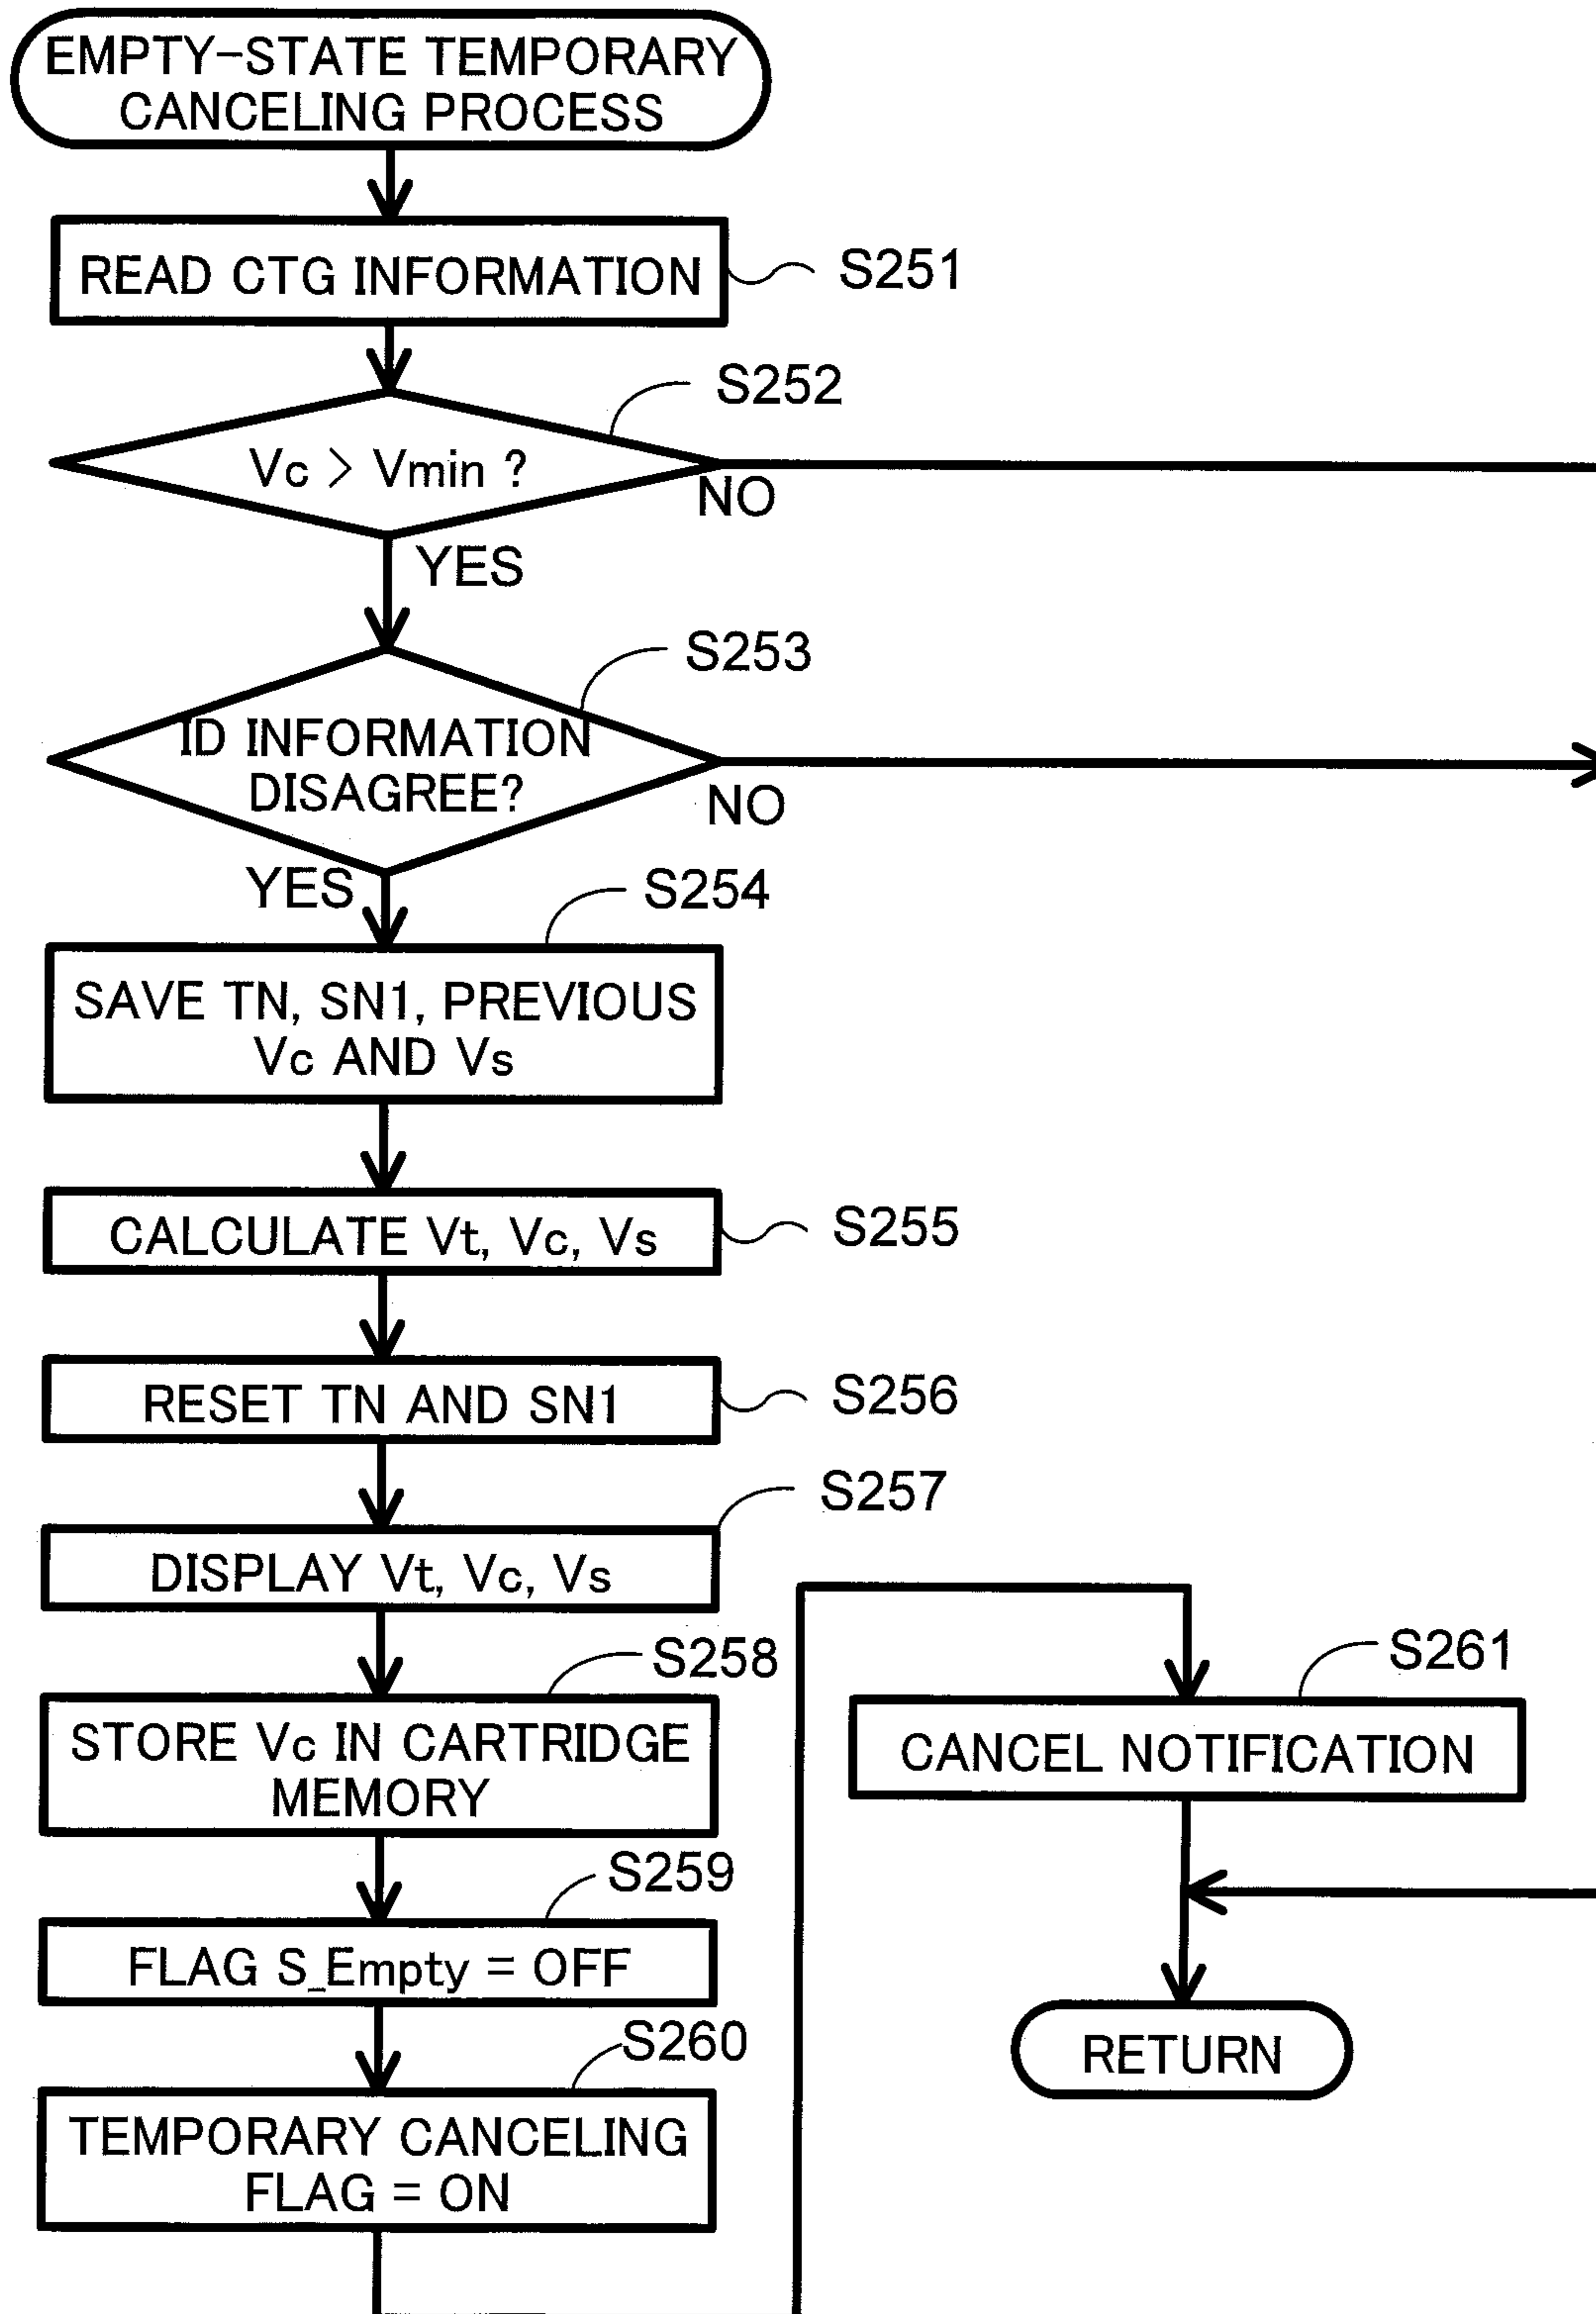 EMPTY-STATE TEMPORARY
CANCELING PROCESS
READ CTG INFORMATION
S251
S252
Vc > Vmin ?
NO
YES
S253
ID INFORMATION
DISAGREE?
NO
YES
S254
SAVE TN, SN1, PREVIOUS
Vc AND Vs
CALCULATE Vt, Vc, Vs
S255
RESET TN AND SN1
S256
S257
DISPLAY Vt, Vc, Vs
S258
STORE Vc IN CARTRIDGE
MEMORY
S259
FLAG S_Empty = OFF
S260
TEMPORARY CANCELING
FLAG = ON
S261
CANCEL NOTIFICATION
RETURN